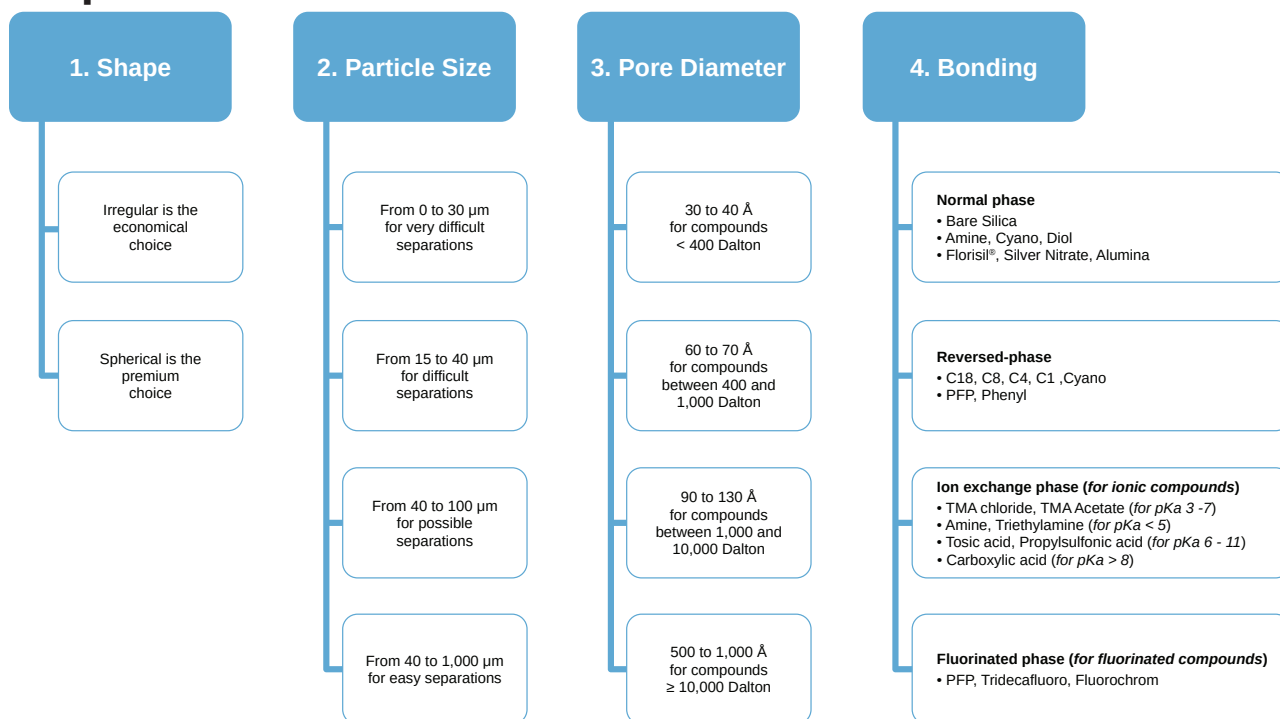 1. Shape
Irregular is the
economical
choice
Spherical is the
premium
choice
2. Particle Size
From 0 to 30 μm
for very difficult
separations
From 15 to 40 μm
for difficult
separations
From 40 to 100 μm
for possible
separations
From 40 to 1,000 μm
for easy separations
3. Pore Diameter
30 to 40 Å
for compounds
< 400 Dalton
60 to 70 Å
for compounds
between 400 and
1,000 Dalton
90 to 130 Å
for compounds
between 1,000 and
10,000 Dalton
500 to 1,000 Å
for compounds
≥ 10,000 Dalton
4. Bonding
Normal phase
• Bare Silica
• Amine, Cyano, Diol
• Florisil®, Silver Nitrate, Alumina
Reversed-phase
• C18, C8, C4, C1 ,Cyano
• PFP, Phenyl
Ion exchange phase (for ionic compounds)
• TMA chloride, TMA Acetate (for pKa 3 -7)
• Amine, Triethylamine (for pKa < 5)
• Tosic acid, Propylsulfonic acid (for pKa 6 - 11)
• Carboxylic acid (for pKa > 8)
Fluorinated phase (for fluorinated compounds)
• PFP, Tridecafluoro, Fluorochrom